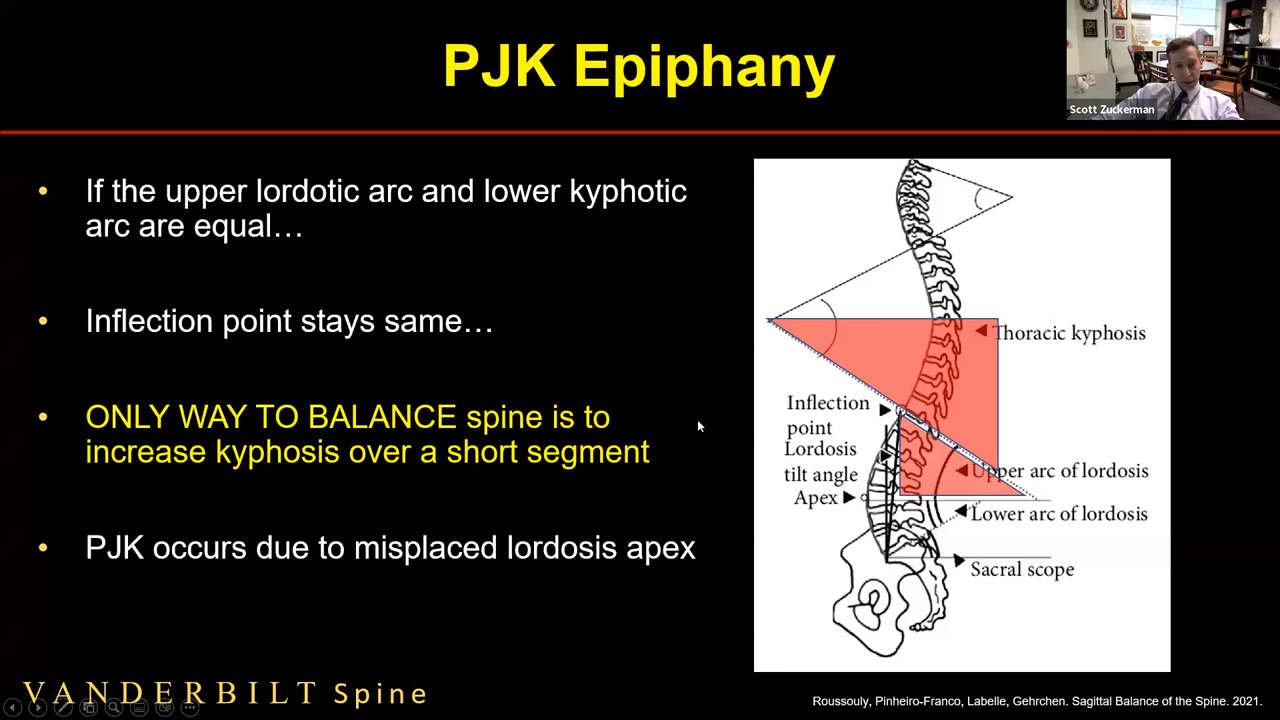 PJK Epiphany
Scott Zuckerman
• If the upper lordotic arc and lower kyphotic
arc are equal…
• Inflection point stays same…
• ONLY WAY TO BALANCE spine is to
increase kyphosis over a short segment
• PJK occurs due to misplaced lordosis apex
Thoracic kyphosis
Inflection
point
Lordosis
tilt angle
Apex
Upper arc of lordosis
Lower arc of lordosis
Sacral scope
VANDERBILT Spine
Roussouly, Pinheiro-Franco, Labelle, Gehrchen. Sagittal Balance of the Spine. 2021.